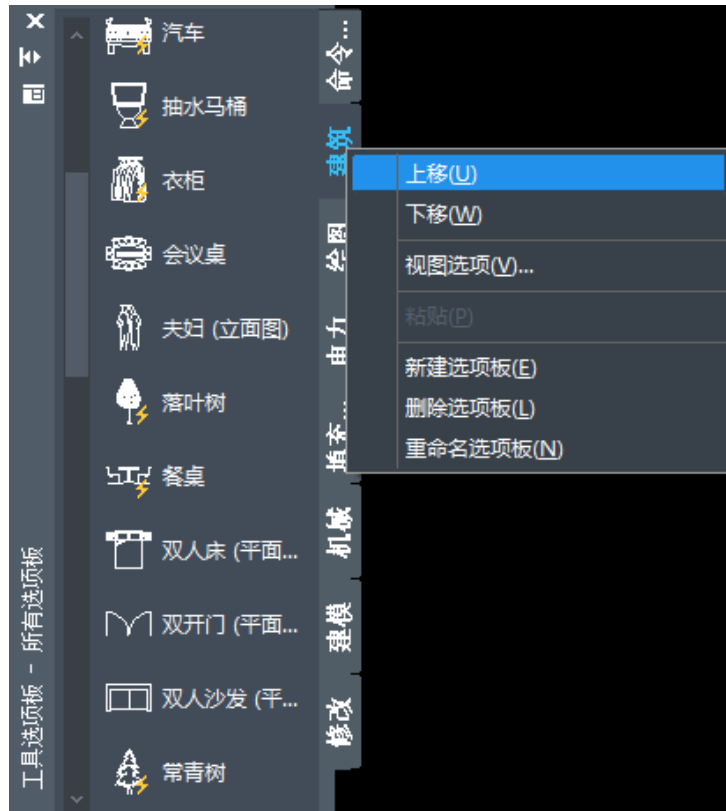 汽车
抽水马桶
衣柜
会议桌
夫妇 (立面图)
落叶树
餐桌
双人床 (平面...
双开门 (平面...
双人沙发 (平...
常青树
命令...
建筑
绘图
电力
填充...
机械
建模
修改
上移(U)
下移(W)
视图选项(V)...
粘贴(P)
新建选项板(E)
删除选项板(L)
重命名选项板(N)
工具选项板 - 所有选项板